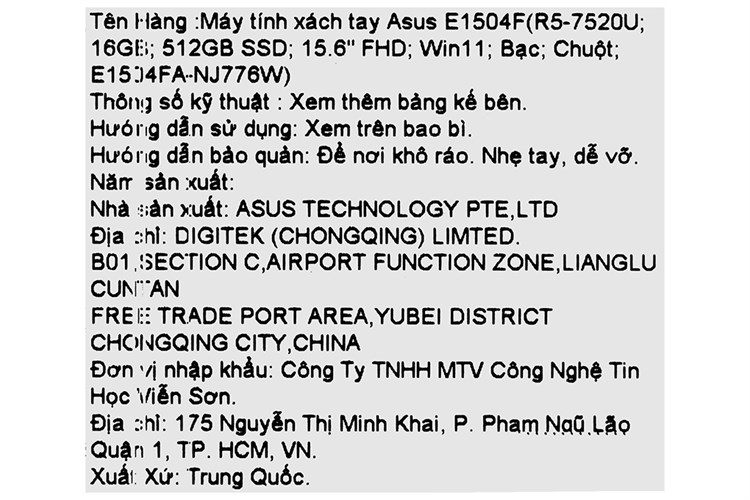 Tên Hàng :Máy tính xách tay Asus E1504F(R5-7520U;
16GB; 512GB SSD; 15.6" FHD; Win11; Bạc; Chuột;
E1504FA-NJ776W)
Thông số kỹ thuật : Xem thêm bảng kế bên.
Hướng dẫn sử dụng: Xem trên bao bì.
Hướng dẫn bảo quản: Để nơi khô ráo. Nhẹ tay, dễ vỡ.
Năm sản xuất:
Nhà sản xuất: ASUS TECHNOLOGY PTE,LTD
Địa chỉ: DIGITEK (CHONGQING) LIMTED.
B01,SECTION C,AIRPORT FUNCTION ZONE,LIANGLU
CUNTAN
FREE TRADE PORT AREA,YUBEI DISTRICT
CHONGQING CITY,CHINA
Đơn vị nhập khẩu: Công Ty TNHH MTV Công Nghệ Tin
Học Viễn Sơn.
Địa chỉ: 175 Nguyễn Thị Minh Khai, P. Phạm Ngũ Lão
Quận 1, TP. HCM, VN.
Xuất Xứ: Trung Quốc.